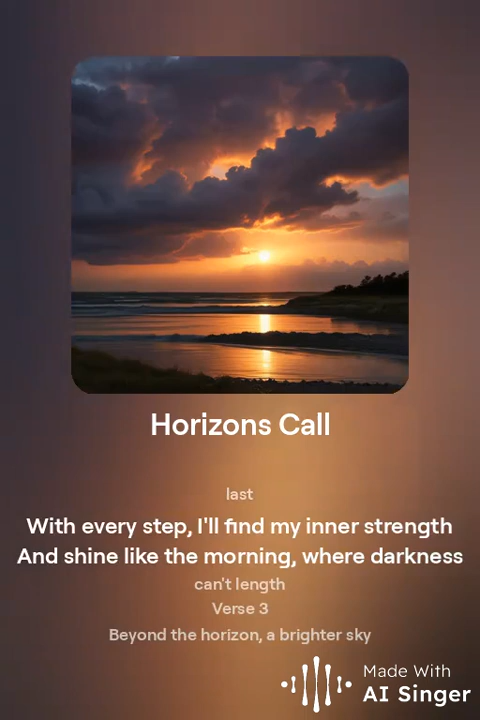 Horizons Call
last
With every step, I'll find my inner strength
And shine like the morning, where darkness
can't length
Verse 3
Beyond the horizon, a brighter sky
Made With
AI Singer